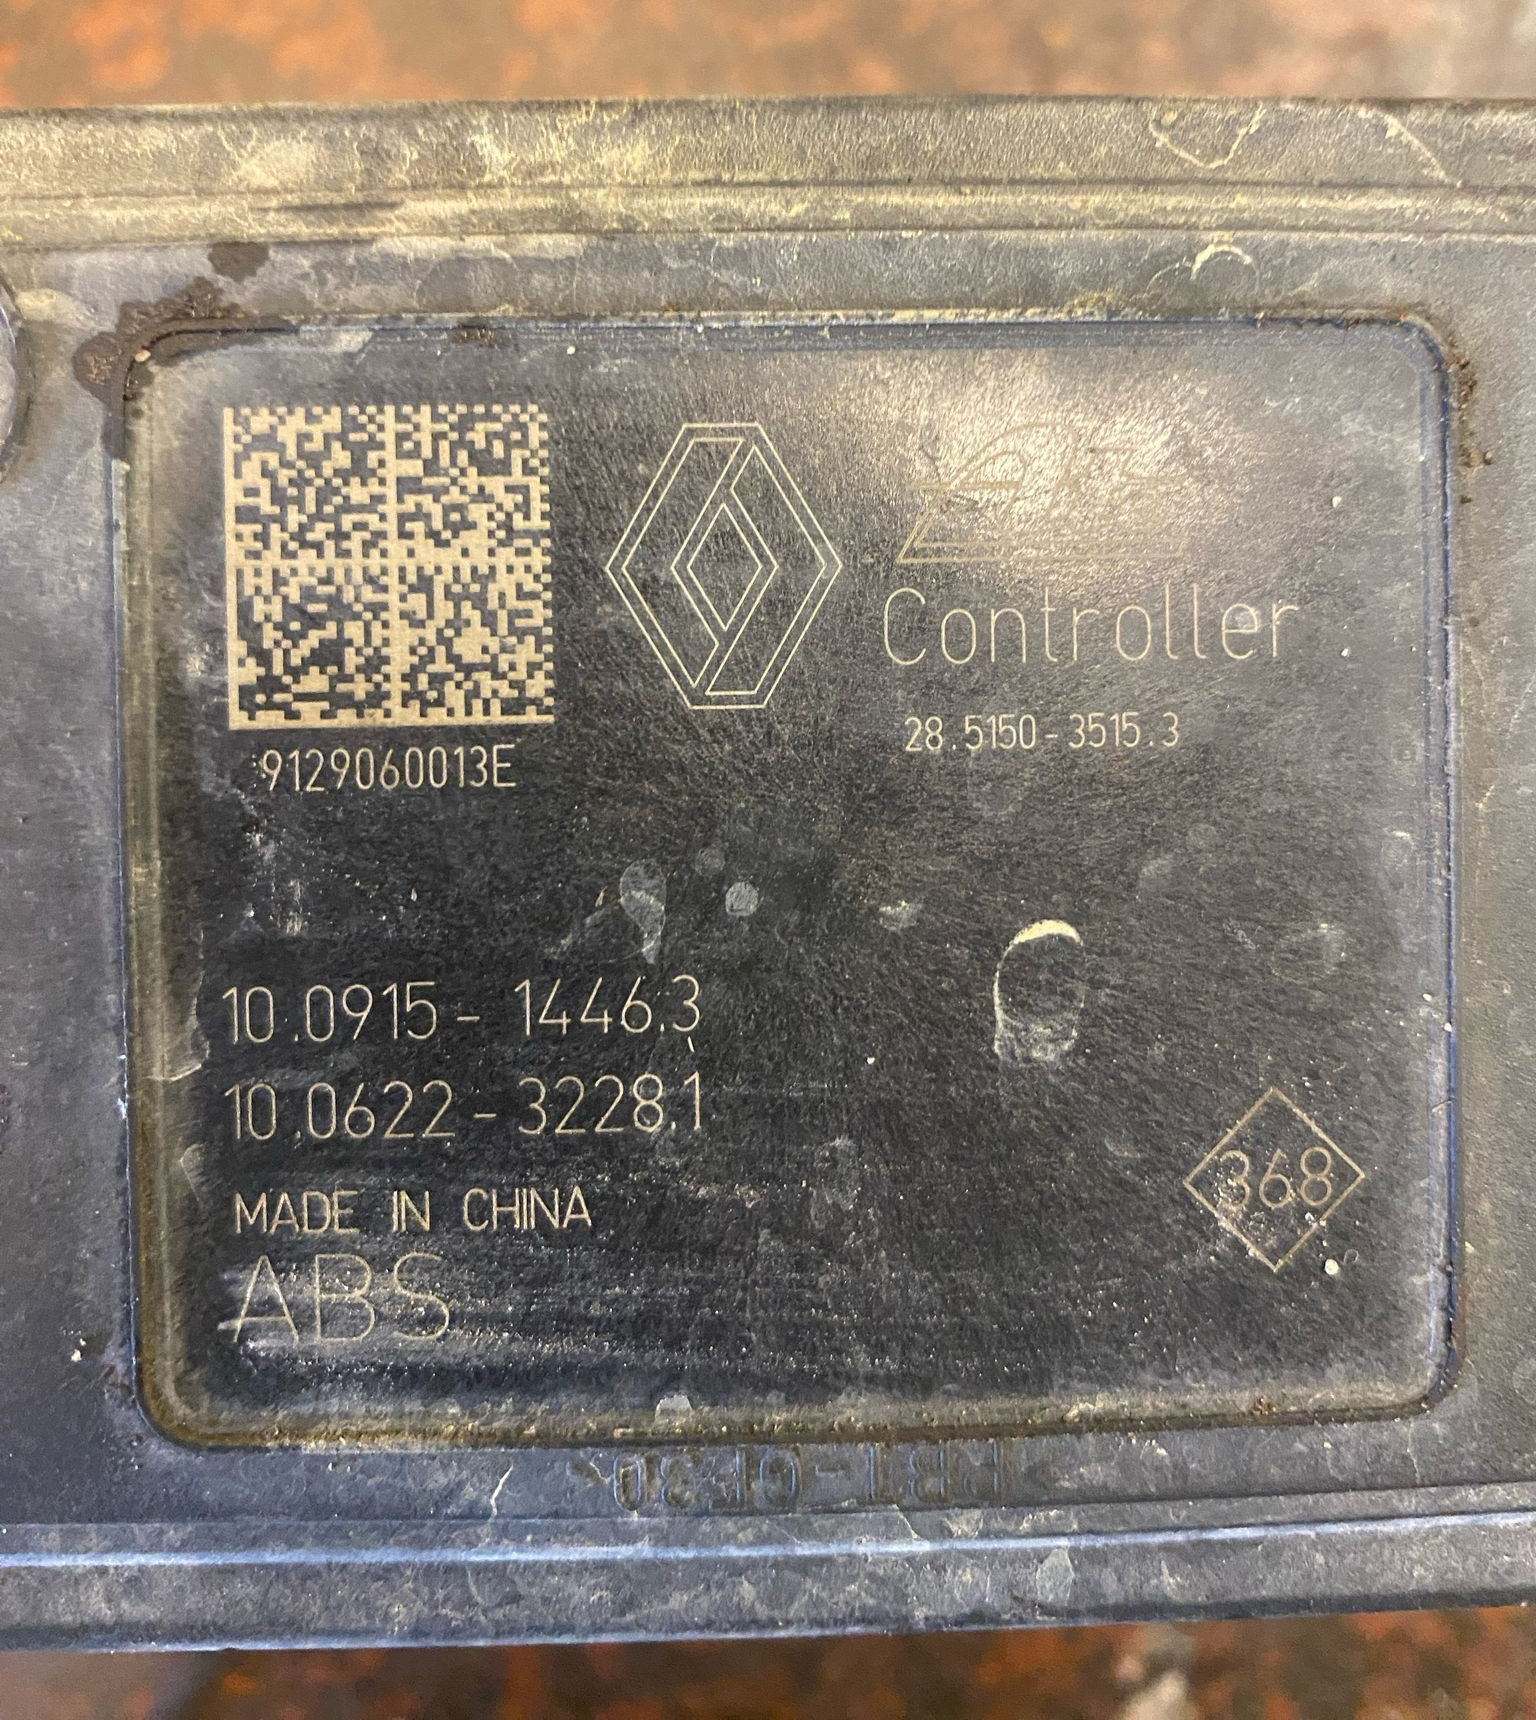 Controller
28.5150-3515.3
9129060013E
10.0915-1446.3
10.0622-3228.1
MADE IN CHINA
368
ABS